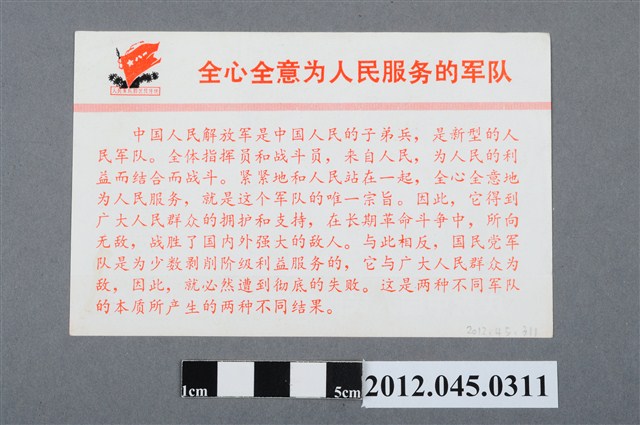 八一
全心全意为人民服务的军队
中国人民解放军是中国人民的子弟兵，是新型的人
民军队。全体指挥员和战斗员，来自人民，为人民的利
益而结合而战斗。紧紧地和人民站在一起，全心全意地
为人民服务，就是这个军队的唯一宗旨。因此，它得到
广大人民群众的拥护和支持，在长期革命斗争中，所向
无敌，战胜了国内外强大的敌人。与此相反，国民党军
队是为少数剥削阶级利益服务的，它与广大人民群众为
敌，因此，就必然遭到彻底的失败。这是两种不同军队
的本质所产生的两种不同结果。
2012.45.311
1cm
5cm
2012.045.0311